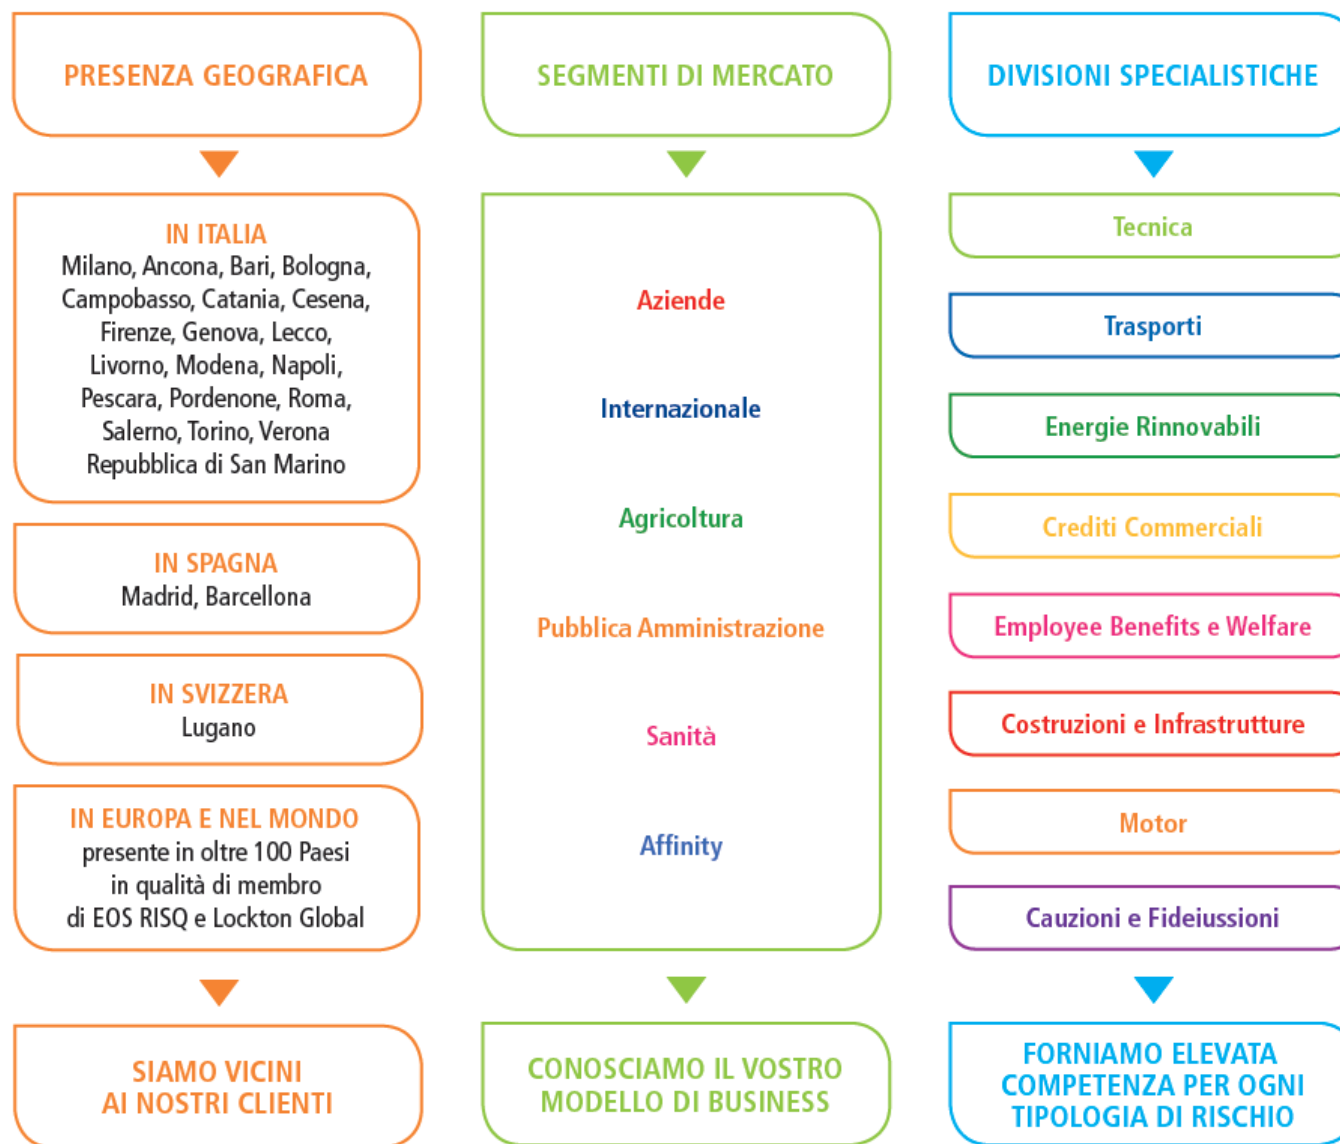 PRESENZA GEOGRAFICA
IN ITALIA
Milano, Ancona, Bari, Bologna,
Campobasso, Catania, Cesena,
Firenze, Genova, Lecco,
Livorno, Modena, Napoli,
Pescara, Pordenone, Roma,
Salerno, Torino, Verona
Repubblica di San Marino
IN SPAGNA
Madrid, Barcellona
IN SVIZZERA
Lugano
IN EUROPA E NEL MONDO
presente in oltre 100 Paesi
in qualità di membro
di EOS RISQ e Lockton Global
SIAMO VICINI
AI NOSTRI CLIENTI
SEGMENTI DI MERCATO
Aziende
Internazionale
Agricoltura
Pubblica Amministrazione
Sanità
Affinity
CONOSCIAMO IL VOSTRO
MODELLO DI BUSINESS
DIVISIONI SPECIALISTICHE
Tecnica
Trasporti
Energie Rinnovabili
Crediti Commerciali
Employee Benefits e Welfare
Costruzioni e Infrastrutture
Motor
Cauzioni e Fideiussioni
FORNIAMO ELEVATA
COMPETENZA PER OGNI
TIPOLOGIA DI RISCHIO